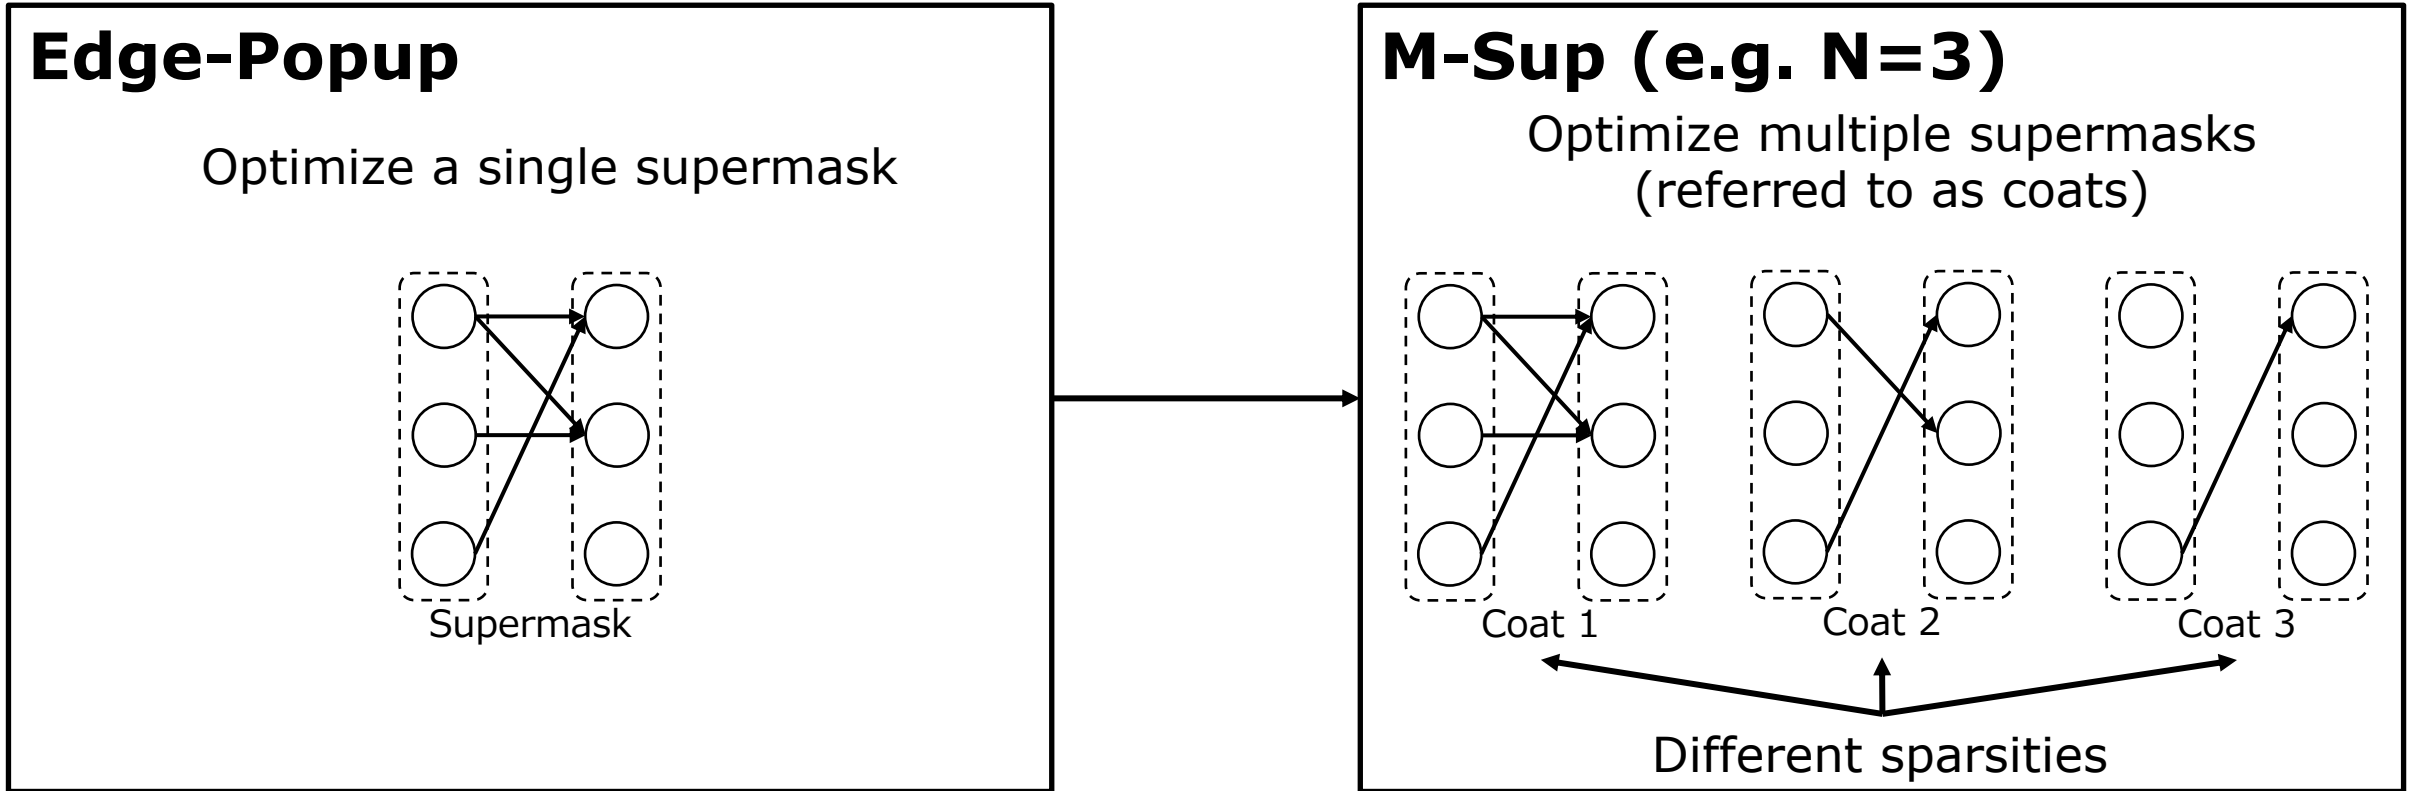 Edge-Popup
Optimize a single supermask
Supermask
M-Sup (e.g. N=3)
Optimize multiple supermasks
(referred to as coats)
Coat 1
Coat 2
Coat 3
Different sparsities